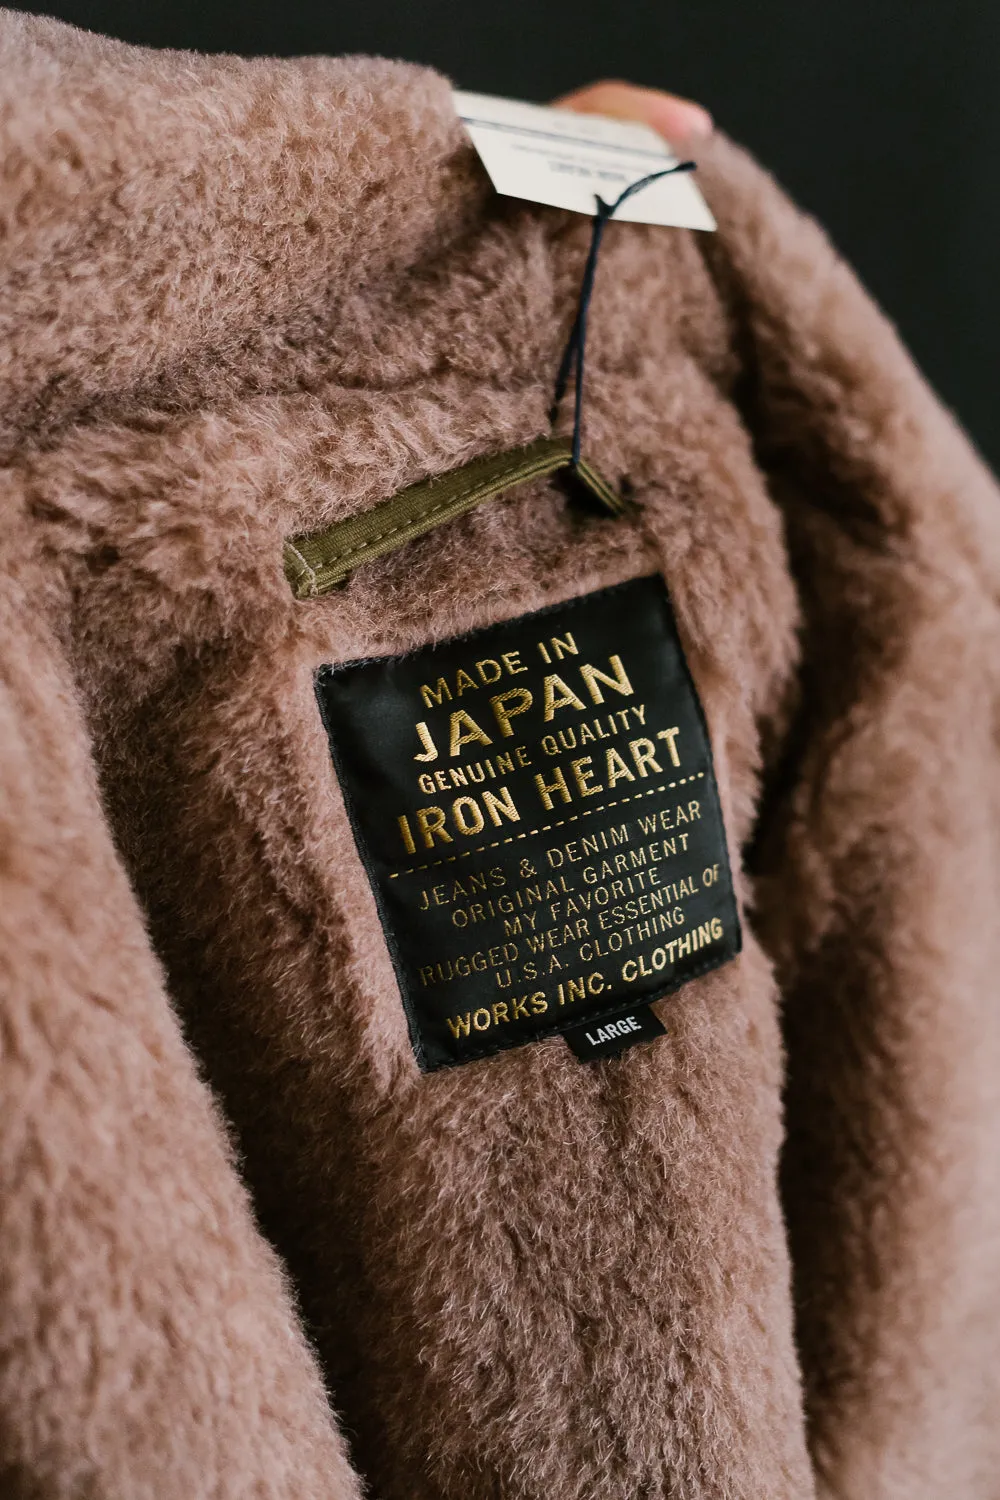 MADE IN
JAPAN
GENUINE QUALITY
IRON HEART
JEANS & DENIM WEAR
ORIGINAL GARMENT
MY FAVORITE
RUGGED WEAR ESSENTIAL OF
U.S.A. CLOTHING
WORKS INC. CLOTHING
LARGE